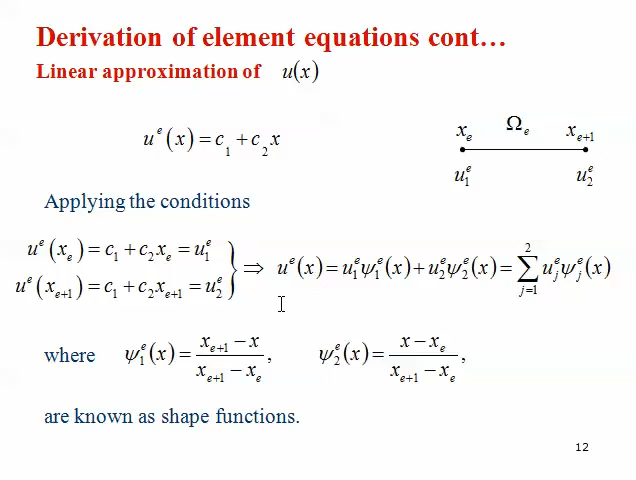 Derivation of element equations cont…
Linear approximation of u(x)
u^e(x) = c_1 + c_2 x
x_e Ω_e x_{e+1}
u_1^e u_2^e
Applying the conditions
u^e(x_e) = c_1 + c_2 x_e = u_1^e
u^e(x_{e+1}) = c_1 + c_2 x_{e+1} = u_2^e
} ⇒ u^e(x) = u_1^e ψ_1^e(x) + u_2^e ψ_2^e(x) = ∑_{j=1}^{2} u_j^e ψ_j^e(x)
where ψ_1^e(x) = (x_{e+1} − x)/(x_{e+1} − x_e), ψ_2^e(x) = (x − x_e)/(x_{e+1} − x_e),
are known as shape functions.
12